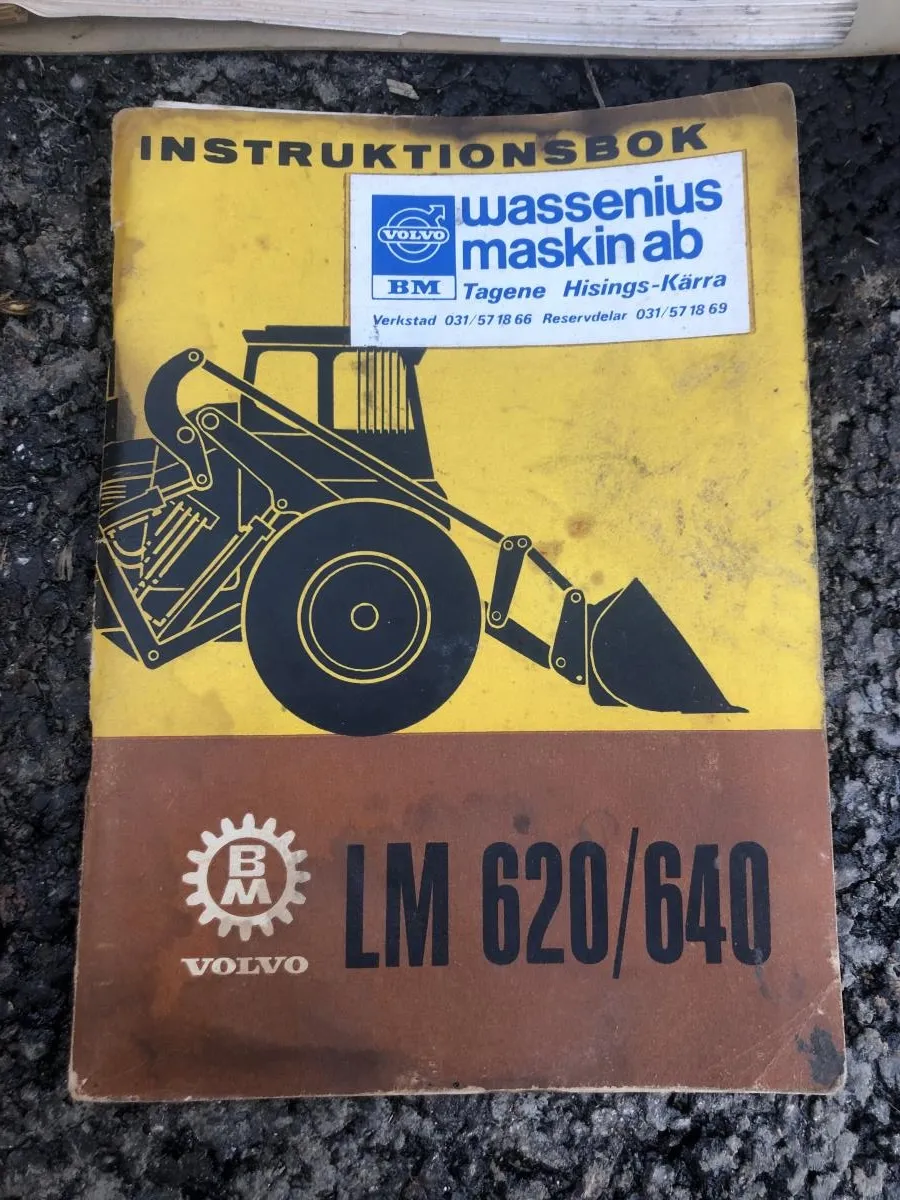 INSTRUKTIONSBOK
wassenius
maskin ab
VOLVO
BM
Tagene Hisings-Kärra
Verkstad 031/57 18 66 Reservdelar 031/57 18 69
B
M
VOLVO
LM 620/640